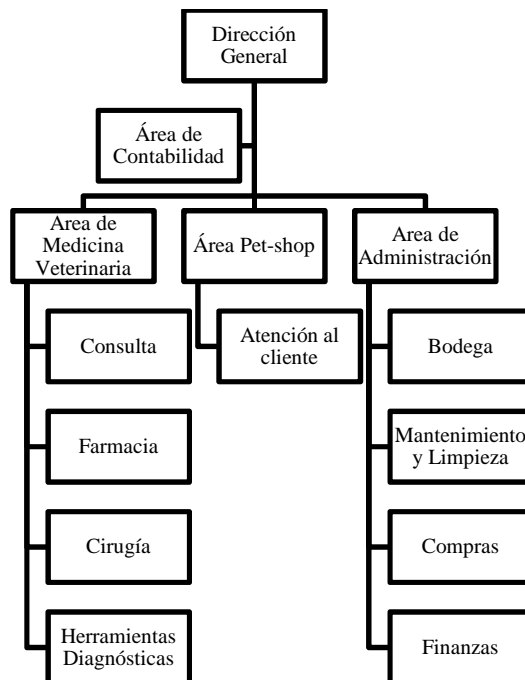 Dirección
General
Área de
Contabilidad
Area de
Medicina
Veterinaria
Área Pet-shop
Area de
Administración
Consulta
Farmacia
Cirugía
Herramientas
Diagnósticas
Atención al
cliente
Bodega
Mantenimiento
y Limpieza
Compras
Finanzas